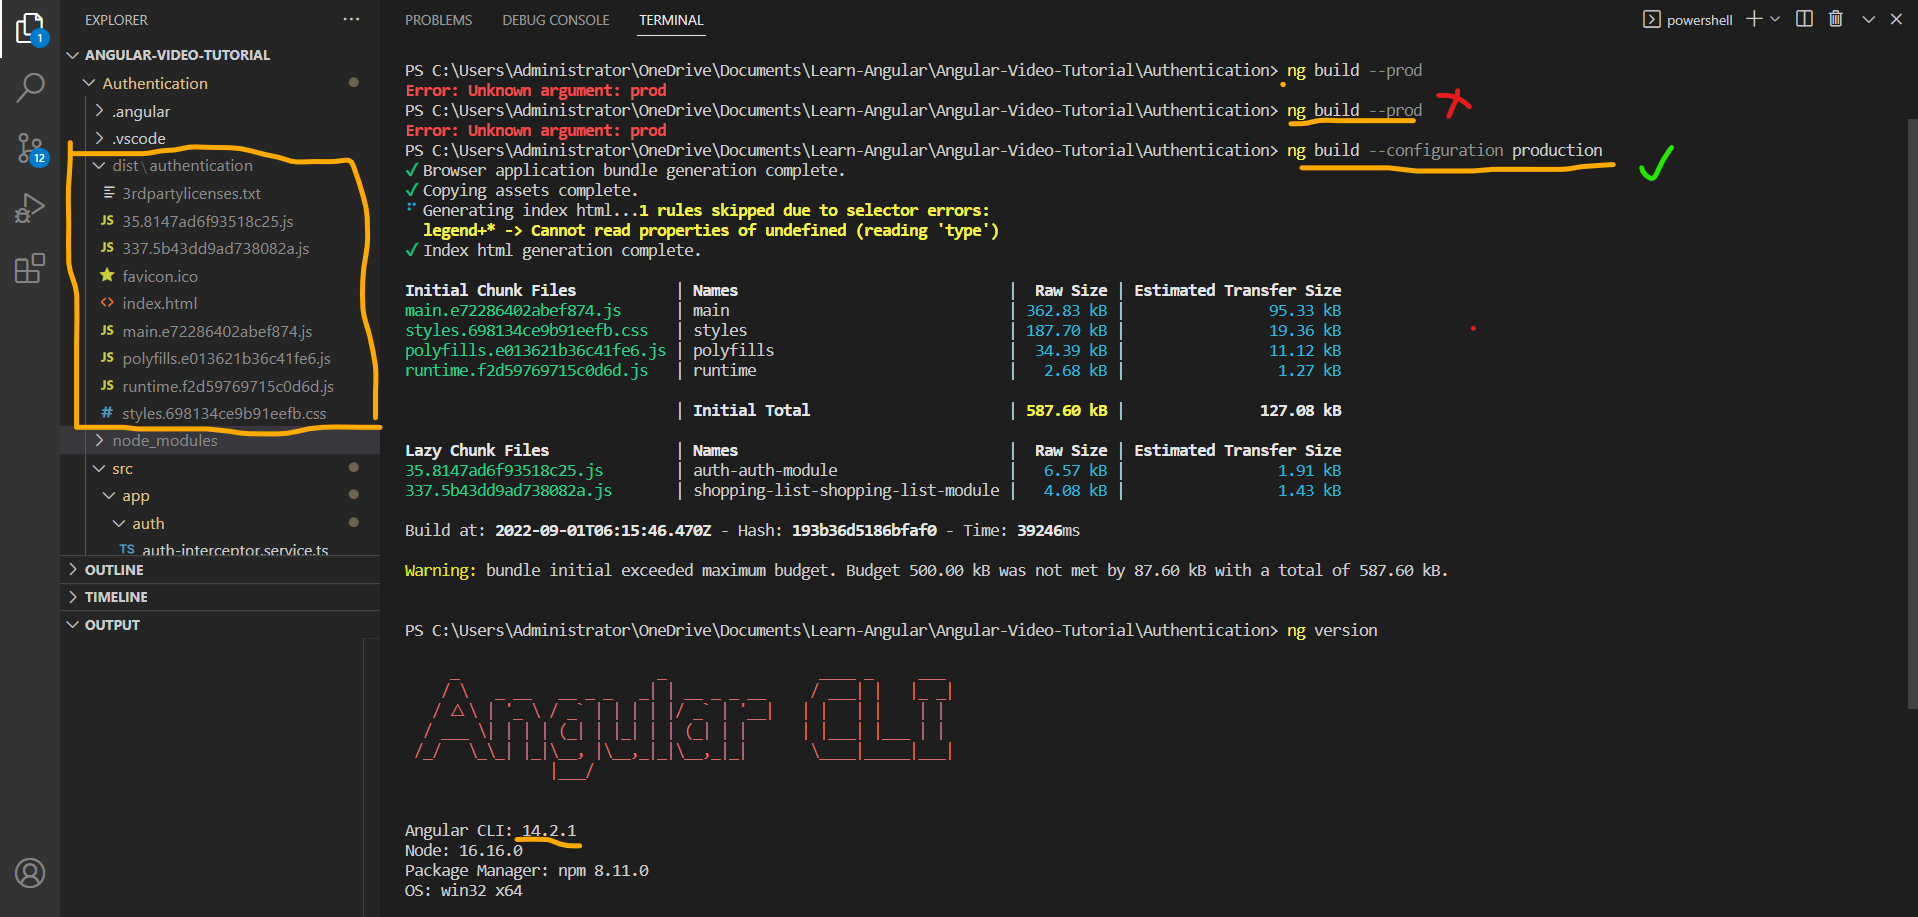 EXPLORER
ANGULAR-VIDEO-TUTORIAL
Authentication
.angular
.vscode
dist\authentication
3rdpartylicenses.txt
JS 35.8147ad6f93518c25.js
JS 337.5b43dd9ad738082a.js
favicon.ico
<> index.html
JS main.e72286402abef874.js
JS polyfills.e013621b36c41fe6.js
JS runtime.f2d59769715c0d6d.js
# styles.698134ce9b91eefb.css
node_modules
src
app
auth
TS auth-interceptor.service.ts
OUTLINE
TIMELINE
OUTPUT
1
12
PROBLEMS DEBUG CONSOLE TERMINAL
powershell
PS C:\Users\Administrator\OneDrive\Documents\Learn-Angular\Angular-Video-Tutorial\Authentication> ng build --prod
Error: Unknown argument: prod
PS C:\Users\Administrator\OneDrive\Documents\Learn-Angular\Angular-Video-Tutorial\Authentication> ng build --prod
Error: Unknown argument: prod
PS C:\Users\Administrator\OneDrive\Documents\Learn-Angular\Angular-Video-Tutorial\Authentication> ng build --configuration production
✓ Browser application bundle generation complete.
✓ Copying assets complete.
Generating index html...1 rules skipped due to selector errors:
legend+* -> Cannot read properties of undefined (reading 'type')
✓ Index html generation complete.
Initial Chunk Files | Names | Raw Size | Estimated Transfer Size
main.e72286402abef874.js | main | 362.83 kB | 95.33 kB
styles.698134ce9b91eefb.css | styles | 187.70 kB | 19.36 kB
polyfills.e013621b36c41fe6.js | polyfills | 34.39 kB | 11.12 kB
runtime.f2d59769715c0d6d.js | runtime | 2.68 kB | 1.27 kB
| Initial Total | 587.60 kB | 127.08 kB
Lazy Chunk Files | Names | Raw Size | Estimated Transfer Size
35.8147ad6f93518c25.js | auth-auth-module | 6.57 kB | 1.91 kB
337.5b43dd9ad738082a.js | shopping-list-shopping-list-module | 4.08 kB | 1.43 kB
Build at: 2022-09-01T06:15:46.470Z - Hash: 193b36d5186bfaf0 - Time: 39246ms
Warning: bundle initial exceeded maximum budget. Budget 500.00 kB was not met by 87.60 kB with a total of 587.60 kB.
PS C:\Users\Administrator\OneDrive\Documents\Learn-Angular\Angular-Video-Tutorial\Authentication> ng version
Angular CLI
Angular CLI: 14.2.1
Node: 16.16.0
Package Manager: npm 8.11.0
OS: win32 x64